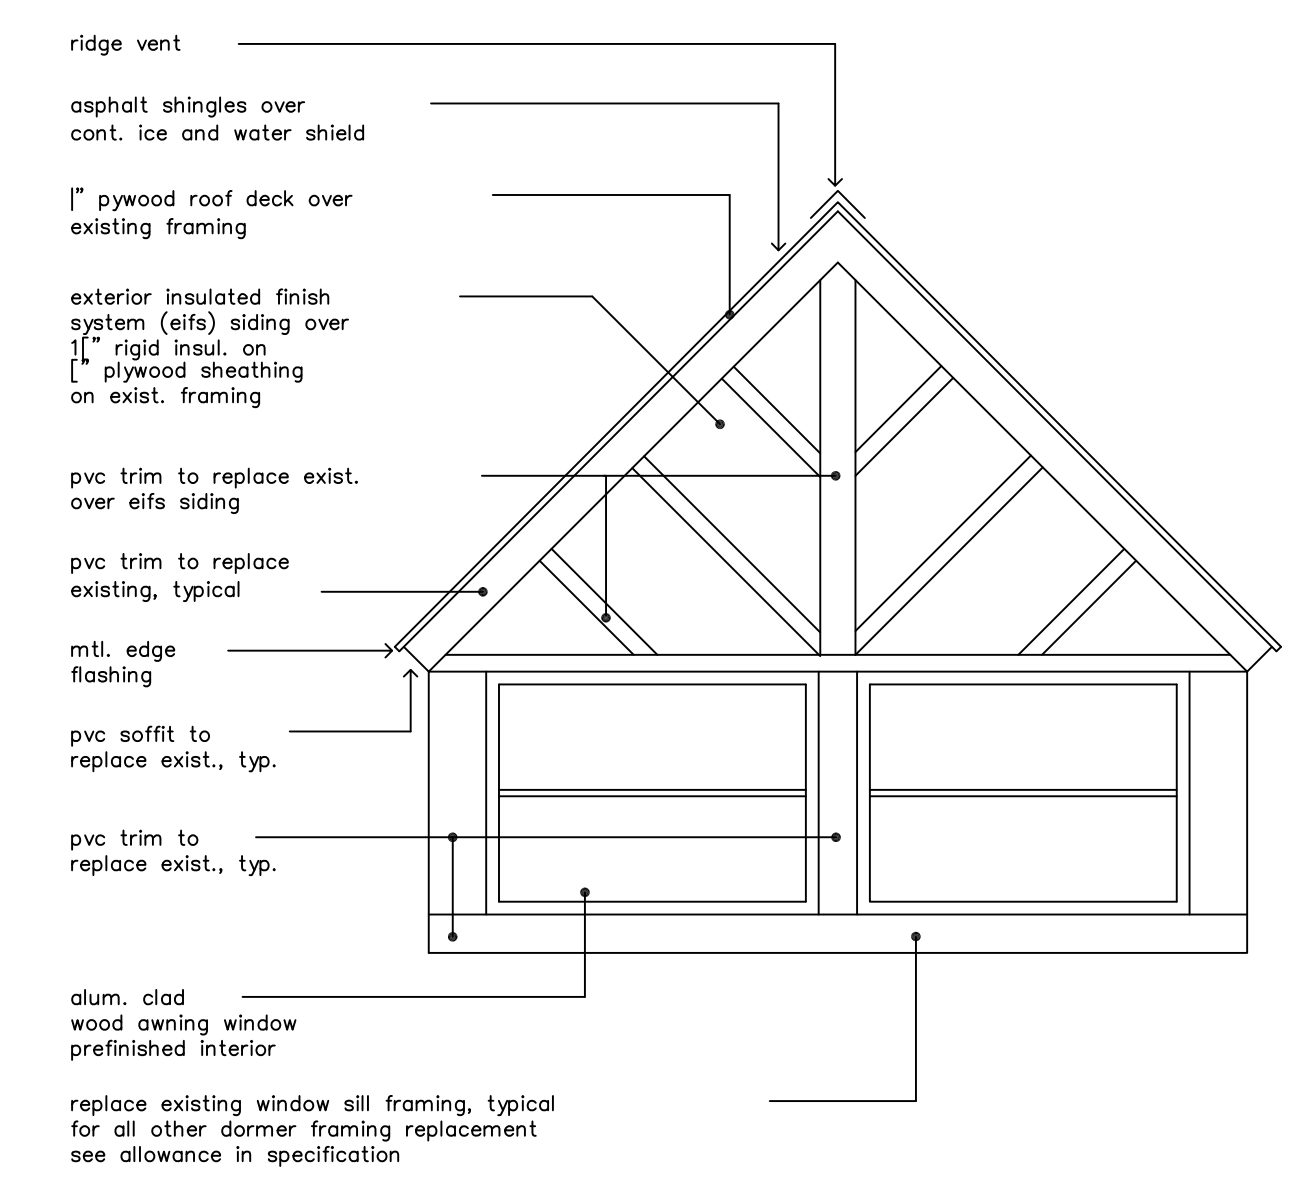 ridge vent
asphalt shingles over
cont. ice and water shield
|” pywood roof deck over
existing framing
exterior insulated finish
system (eifs) siding over
1[” rigid insul. on
[” plywood sheathing
on exist. framing
pvc trim to replace exist.
over eifs siding
pvc trim to replace
existing, typical
mtl. edge
flashing
pvc soffit to
replace exist., typ.
pvc trim to
replace exist., typ.
alum. clad
wood awning window
prefinished interior
replace existing window sill framing, typical
for all other dormer framing replacement
see allowance in specification